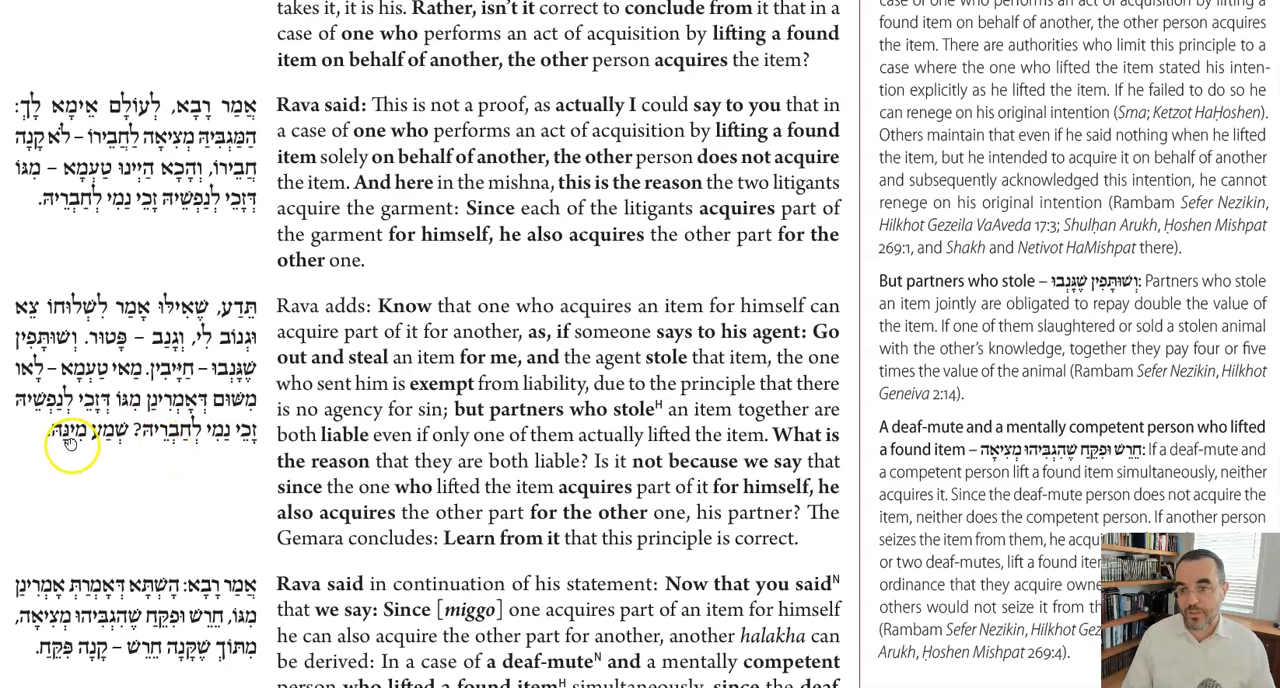 takes it, it is his. Rather, isn't it correct to conclude from it that in a
case of one who performs an act of acquisition by lifting a found
item on behalf of another, the other person acquires the item?
אֲמַר רָבָא, לְעוֹלָם אֵימָא לָךְ:
הַמַּגְבִּיהַּ מְצִיאָה לַחֲבֵירוֹ – לֹא קָנָה
חֲבֵירוֹ, וְהָכָא הַיְינוּ טַעְמָא – מִגּוֹ
דְּזָכֵי לְנַפְשֵׁיהּ זָכֵי נַמִי לְחַבְרֵיהּ.
Rava said: This is not a proof, as actually I could say to you that in
a case of one who performs an act of acquisition by lifting a found
item solely on behalf of another, the other person does not acquire
the item. And here in the mishna, this is the reason the two litigants
acquire the garment: Since each of the litigants acquires part of
the garment for himself, he also acquires the other part for the
other one.
תֵּדַע, שֶׁאִילּוּ אָמַר לִשְׁלוּחוֹ צֵא
וּגְנוֹב לִי, וְגָנַב – פָּטוּר. וְשׁוּתָּפִין
שֶׁגָּנְבוּ – חַיָּיבִין. מַאי טַעְמָא – לָאו
מִשּׁוּם דְּאָמְרִינַן מִגּוֹ דְּזָכֵי לְנַפְשֵׁיהּ
זָכֵי נַמִי לְחַבְרֵיהּ? שְׁמַע מִינַּהּ.
Rava adds: Know that one who acquires an item for himself can
acquire part of it for another, as, if someone says to his agent: Go
out and steal an item for me, and the agent stole that item, the one
who sent him is exempt from liability, due to the principle that there
is no agency for sin; but partners who stoleH an item together are
both liable even if only one of them actually lifted the item. What is
the reason that they are both liable? Is it not because we say that
since the one who lifted the item acquires part of it for himself, he
also acquires the other part for the other one, his partner? The
Gemara concludes: Learn from it that this principle is correct.
אֲמַר רָבָא: הָשְׁתָּא דְּאָמְרַתְּ אָמְרִינַן
מִגּוֹ, חֵרֵשׁ וּפִקֵּחַ שֶׁהִגְבִּיהוּ מְצִיאָה,
מִתּוֹךְ שֶׁקָּנָה חֵרֵשׁ – קָנָה פִּקֵּחַ.
Rava said in continuation of his statement: Now that you saidN
that we say: Since [miggo] one acquires part of an item for himself
he can also acquire the other part for another, another halakha can
be derived: In a case of a deaf-muteN and a mentally competent
person who lifted a found itemH simultaneously, since the deaf
case of one who performs an act of acquisition by lifting a
found item on behalf of another, the other person acquires
the item. There are authorities who limit this principle to a
case where the one who lifted the item stated his inten-
tion explicitly as he lifted the item. If he failed to do so he
can renege on his original intention (Sma; Ketzot HaḤoshen).
Others maintain that even if he said nothing when he lifted
the item, but he intended to acquire it on behalf of another
and subsequently acknowledged this intention, he cannot
renege on his original intention (Rambam Sefer Nezikin,
Hilkhot Gezeila VaAveda 17:3; Shulḥan Arukh, Ḥoshen Mishpat
269:1, and Shakh and Netivot HaMishpat there).
But partners who stole – וְשׁוּתָּפִין שֶׁגָּנְבוּ: Partners who steal
an item jointly are obligated to repay double the value of
the item. If one of them slaughtered or sold a stolen animal
with the other's knowledge, together they pay four or five
times the value of the animal (Rambam Sefer Nezikin, Hilkhot
Geneiva 2:14).
A deaf-mute and a mentally competent person who lifted
a found item – חֵרֵשׁ וּפִקֵּחַ שֶׁהִגְבִּיהוּ מְצִיאָה: If a deaf-mute and
a competent person lift a found item simultaneously, neither
acquires it. Since the deaf-mute person does not acquire the
item, neither does the competent person. If another person
seizes the item from them, he acqui
or two deaf-mutes, lift a found iter
ordinance that they acquire owne
others would not seize it from th
(Rambam Sefer Nezikin, Hilkhot Gez
Arukh, Ḥoshen Mishpat 269:4).